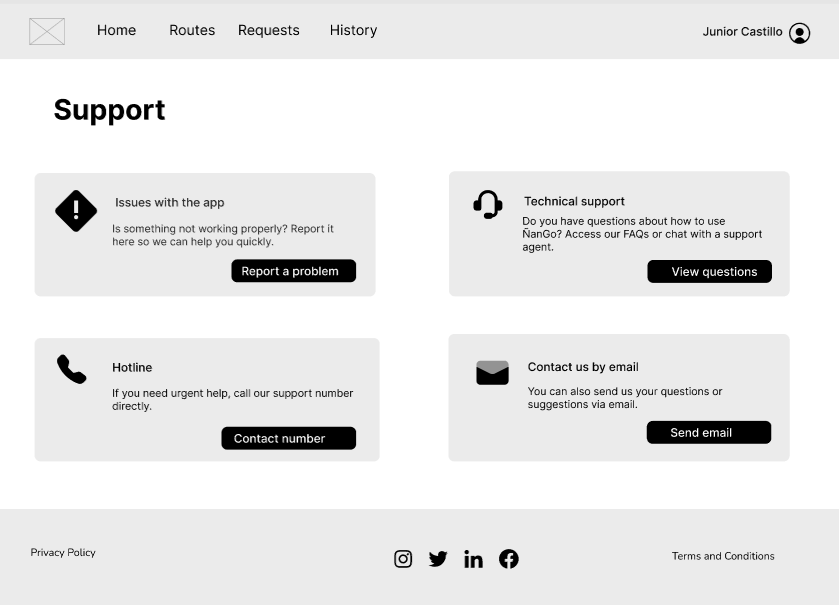 Home Routes Requests History Junior Castillo
Support
Issues with the app
Is something not working properly? Report it
here so we can help you quickly.
Report a problem
Technical support
Do you have questions about how to use
ÑanGo? Access our FAQs or chat with a support
agent.
View questions
Hotline
If you need urgent help, call our support number
directly.
Contact number
Contact us by email
You can also send us your questions or
suggestions via email.
Send email
Privacy Policy
Terms and Conditions